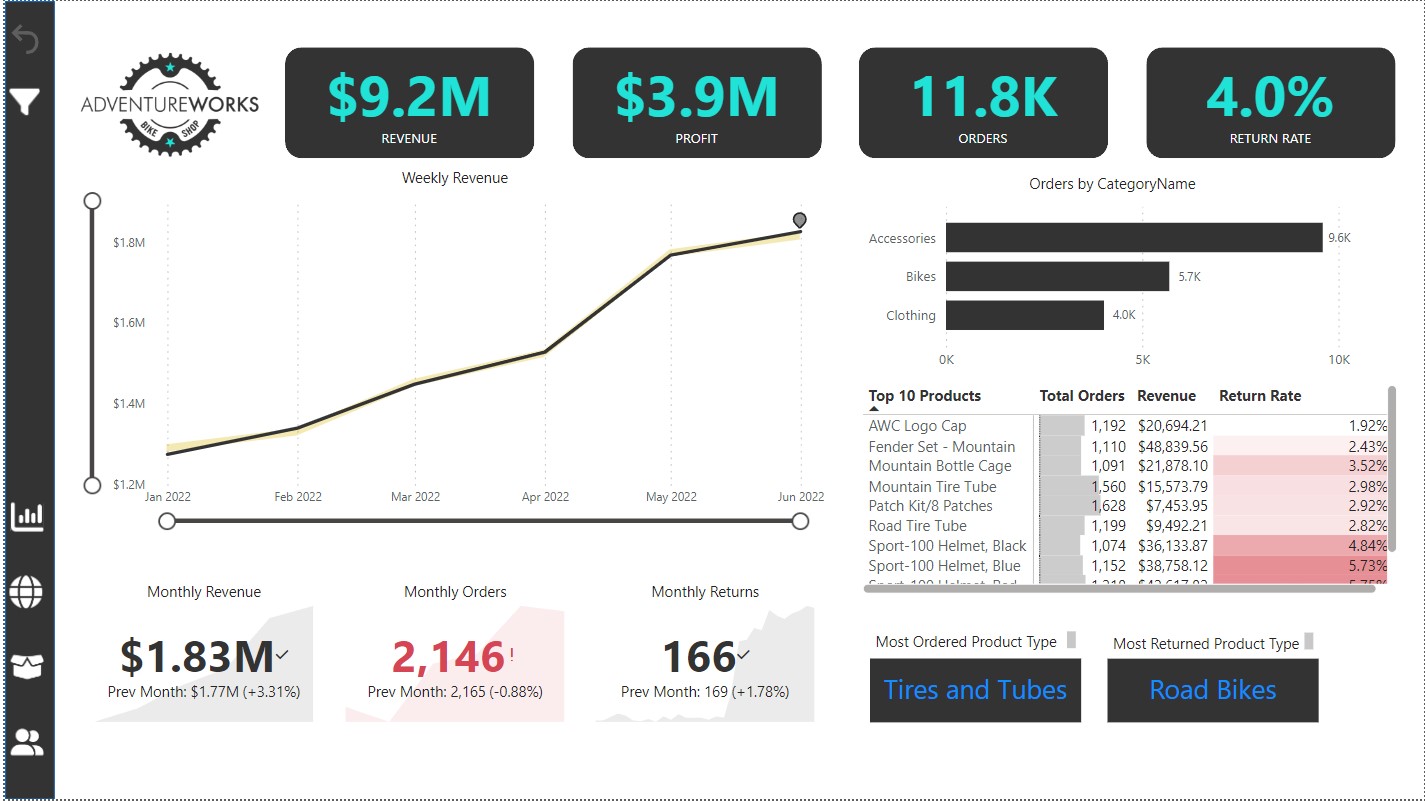 ADVENTUREWORKS
BIKE SHOP
$9.2M
REVENUE
$3.9M
PROFIT
11.8K
ORDERS
4.0%
RETURN RATE
Weekly Revenue
$1.8M
$1.6M
$1.4M
$1.2M
Jan 2022 Feb 2022 Mar 2022 Apr 2022 May 2022 Jun 2022
Orders by CategoryName
Accessories 9.6K
Bikes 5.7K
Clothing 4.0K
0K 5K 10K
Top 10 Products Total Orders Revenue Return Rate
AWC Logo Cap 1,192 $20,694.21 1.92%
Fender Set - Mountain 1,110 $48,839.56 2.43%
Mountain Bottle Cage 1,091 $21,878.10 3.52%
Mountain Tire Tube 1,560 $15,573.79 2.98%
Patch Kit/8 Patches 1,628 $7,453.95 2.92%
Road Tire Tube 1,199 $9,492.21 2.82%
Sport-100 Helmet, Black 1,074 $36,133.87 4.84%
Sport-100 Helmet, Blue 1,152 $38,758.12 5.73%
Sport-100 Helmet, Red
Monthly Revenue
$1.83M
Prev Month: $1.77M (+3.31%)
Monthly Orders
2,146!
Prev Month: 2,165 (-0.88%)
Monthly Returns
166
Prev Month: 169 (+1.78%)
Most Ordered Product Type
Tires and Tubes
Most Returned Product Type
Road Bikes